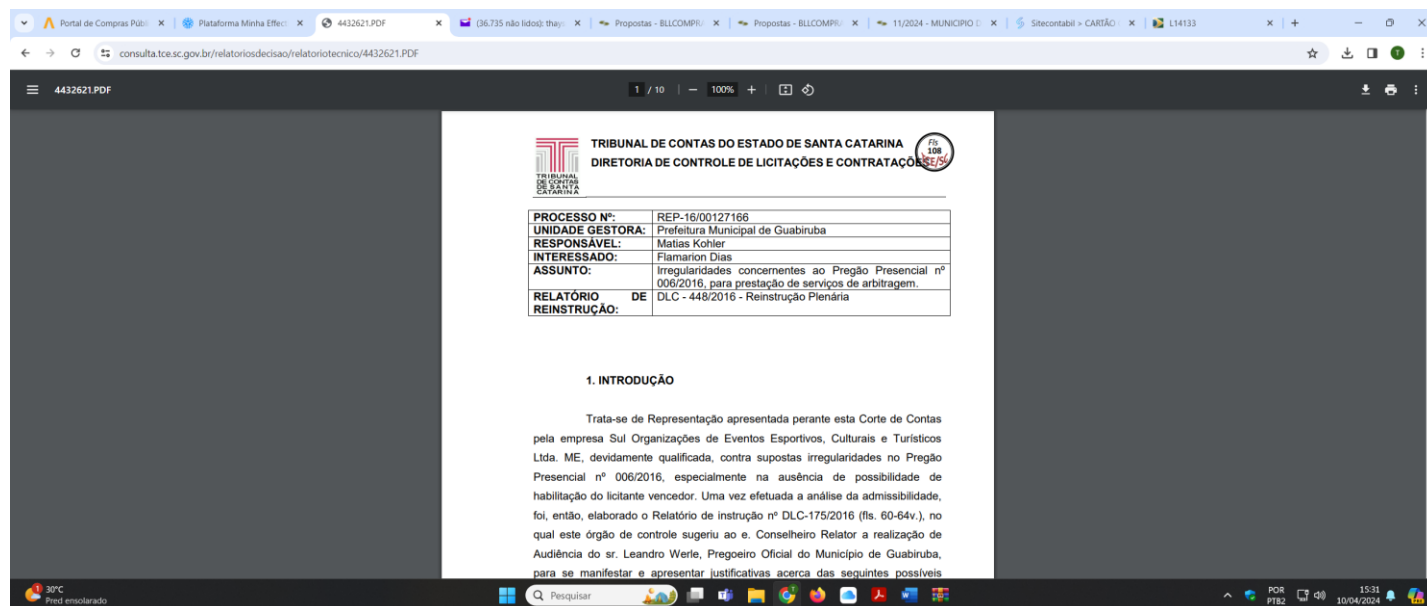 Portal de Compras Públi
Plataforma Minha Effect
4432621.PDF
(36.735 não lidos): thay
Propostas - BLLCOMPR
Propostas - BLLCOMPR
11/2024 - MUNICIPIO D
Sitecontabil > CARTÃO
L14133
consulta.tce.sc.gov.br/relatoriosdecisao/relatoriotecnico/4432621.PDF
T
4432621.PDF
1 / 10
100%
TRIBUNAL DE CONTAS DO ESTADO DE SANTA CATARINA
DIRETORIA DE CONTROLE DE LICITAÇÕES E CONTRATAÇÕES
Fls
108
TCE/SC
TRIBUNAL
DE CONTAS
DE SANTA
CATARINA
PROCESSO Nº: REP-16/00127166
UNIDADE GESTORA: Prefeitura Municipal de Guabiruba
RESPONSÁVEL: Matias Kohler
INTERESSADO: Flamarion Dias
ASSUNTO: Irregularidades concernentes ao Pregão Presencial nº
006/2016, para prestação de serviços de arbitragem.
RELATÓRIO DE DLC - 448/2016 - Reinstrução Plenária
REINSTRUÇÃO:
1. INTRODUÇÃO
Trata-se de Representação apresentada perante esta Corte de Contas
pela empresa Sul Organizações de Eventos Esportivos, Culturais e Turísticos
Ltda. ME, devidamente qualificada, contra supostas irregularidades no Pregão
Presencial nº 006/2016, especialmente na ausência de possibilidade de
habilitação do licitante vencedor. Uma vez efetuada a análise da admissibilidade,
foi, então, elaborado o Relatório de instrução nº DLC-175/2016 (fls. 60-64v.), no
qual este órgão de controle sugeriu ao e. Conselheiro Relator a realização de
Audiência do sr. Leandro Werle, Pregoeiro Oficial do Município de Guabiruba,
para se manifestar e apresentar justificativas acerca das seguintes possíveis
1
30°C
Pred ensolarado
Pesquisar
POR
PTB2
15:31
10/04/2024